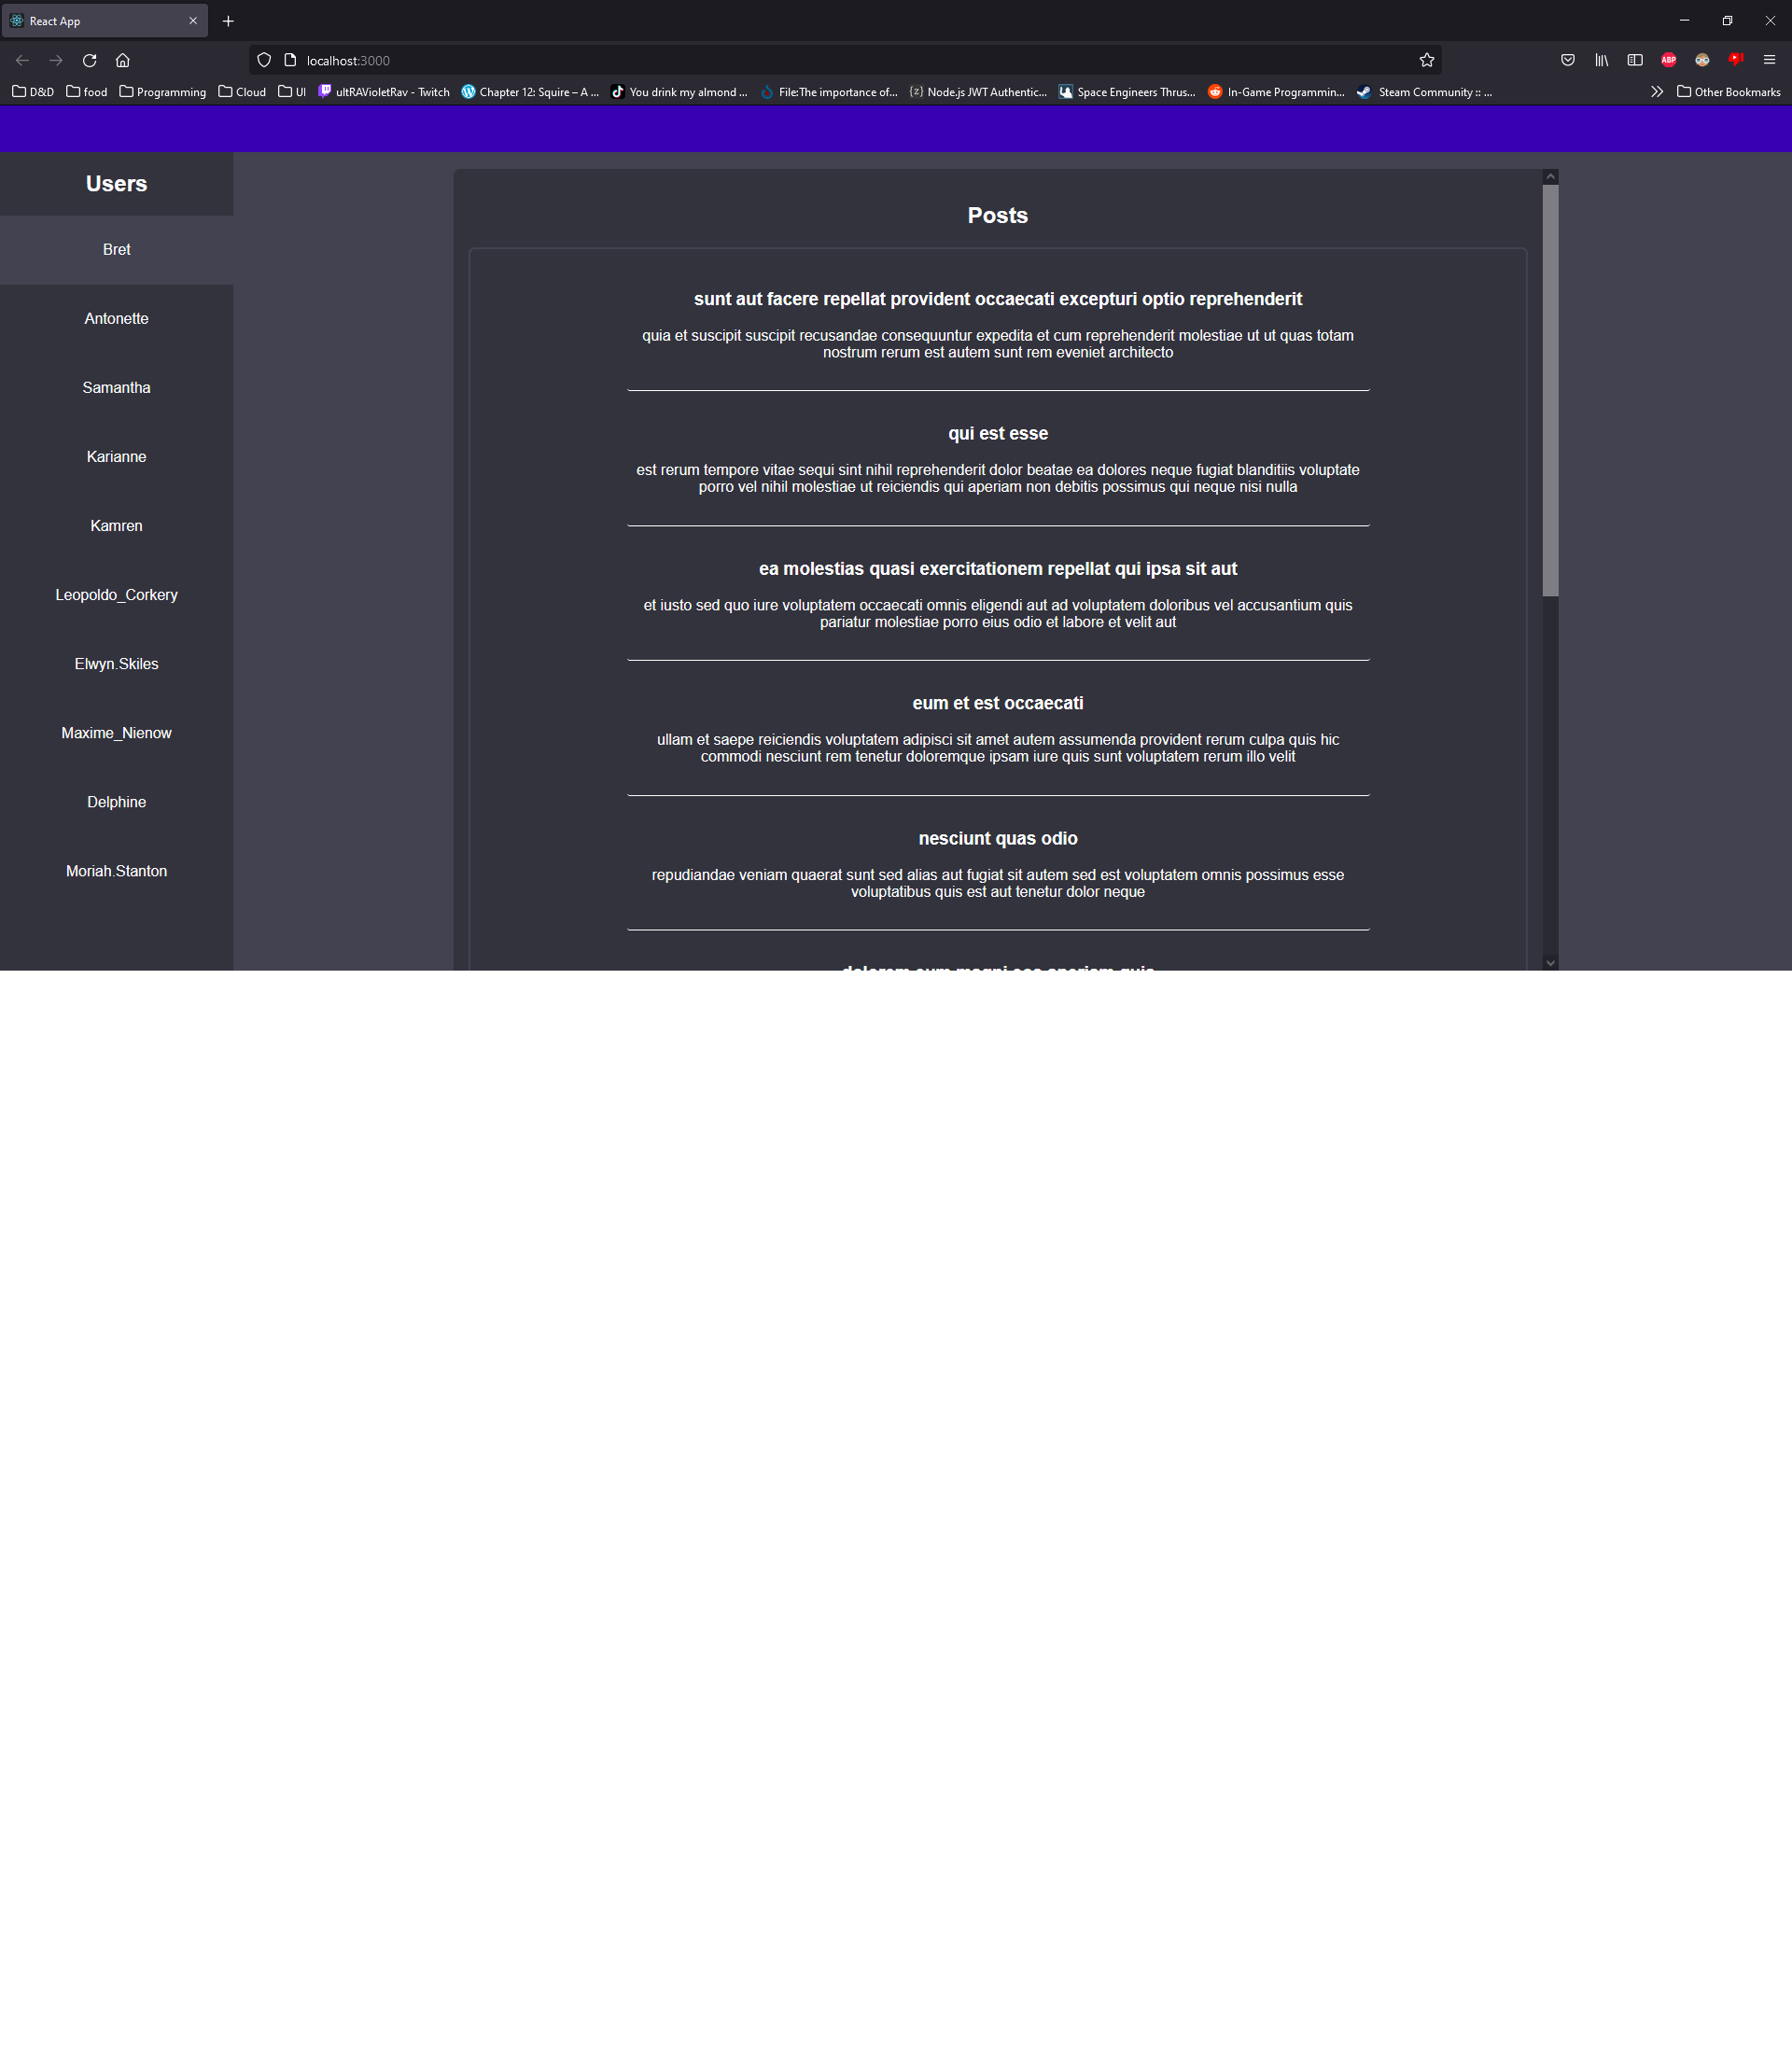 React App
localhost:3000
D&D food Programming Cloud UI ultRAVioletRav - Twitch Chapter 12: Squire – A ... You drink my almond ... File:The importance of... Node.js JWT Authentic... Space Engineers Thrus... In-Game Programmin... Steam Community :: ... Other Bookmarks
ABP
Users
Bret
Antonette
Samantha
Karianne
Kamren
Leopoldo_Corkery
Elwyn.Skiles
Maxime_Nienow
Delphine
Moriah.Stanton
Posts
sunt aut facere repellat provident occaecati excepturi optio reprehenderit
quia et suscipit suscipit recusandae consequuntur expedita et cum reprehenderit molestiae ut ut quas totam
nostrum rerum est autem sunt rem eveniet architecto
qui est esse
est rerum tempore vitae sequi sint nihil reprehenderit dolor beatae ea dolores neque fugiat blanditiis voluptate
porro vel nihil molestiae ut reiciendis qui aperiam non debitis possimus qui neque nisi nulla
ea molestias quasi exercitationem repellat qui ipsa sit aut
et iusto sed quo iure voluptatem occaecati omnis eligendi aut ad voluptatem doloribus vel accusantium quis
pariatur molestiae porro eius odio et labore et velit aut
eum et est occaecati
ullam et saepe reiciendis voluptatem adipisci sit amet autem assumenda provident rerum culpa quis hic
commodi nesciunt rem tenetur doloremque ipsam iure quis sunt voluptatem rerum illo velit
nesciunt quas odio
repudiandae veniam quaerat sunt sed alias aut fugiat sit autem sed est voluptatem omnis possimus esse
voluptatibus quis est aut tenetur dolor neque
dolorem eum magni eos aperiam quia